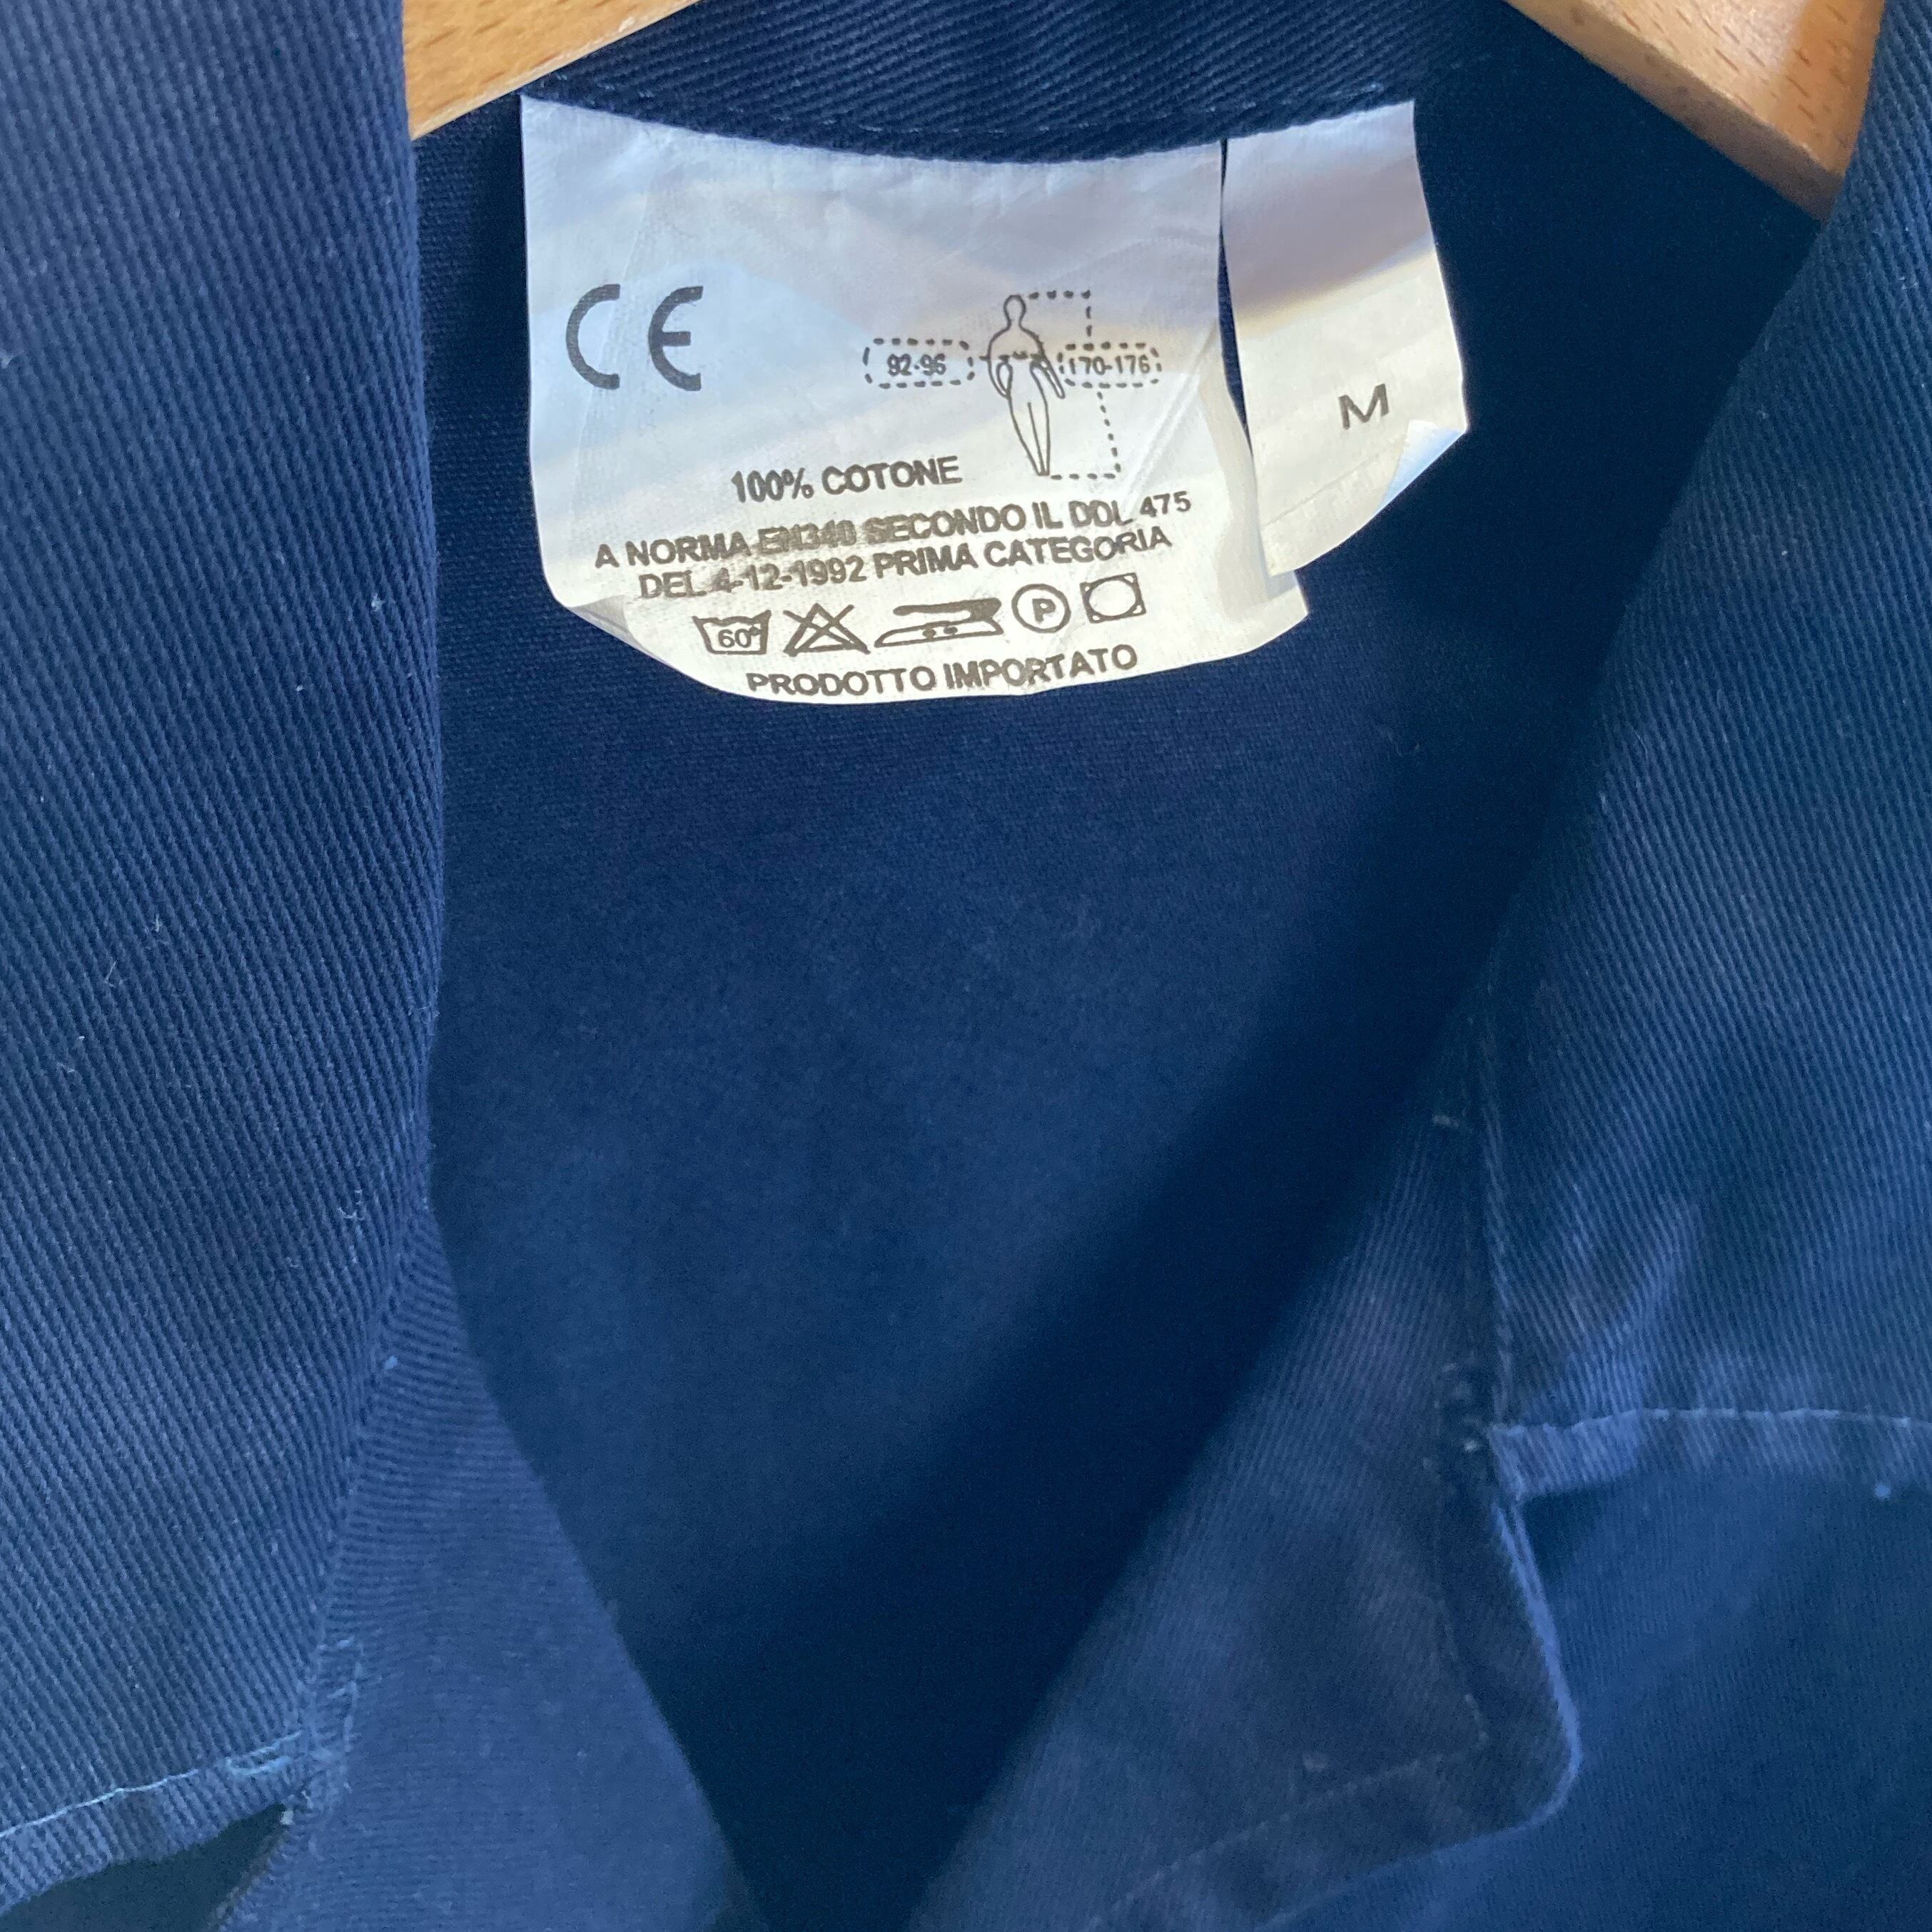 CE
92-96
170-176
M
100% COTONE
A NORMA EN340 SECONDO IL DDL 475
DEL 4-12-1992 PRIMA CATEGORIA
60°
P
PRODOTTO IMPORTATO